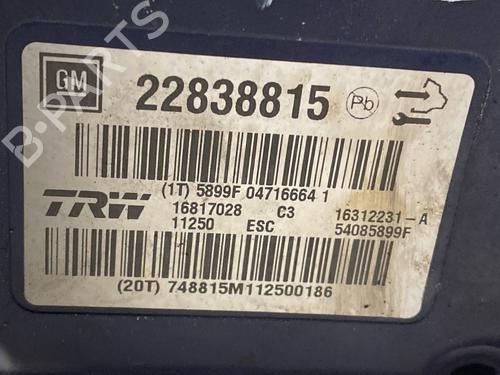 GM 22838815 Pb
(1T) 5899F 04716664 1
TRW 16817028 C3 16312231-A
11250 ESC 54085899F
(20T) 748815M112500186
B-PARTS